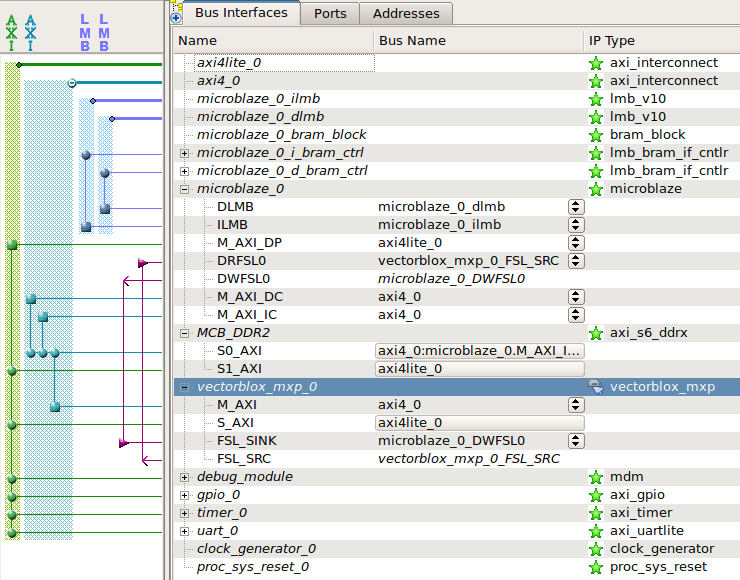 A A L L
X X M M
I I B B
Bus Interfaces Ports Addresses
Name Bus Name IP Type
axi4lite_0 axi_interconnect
axi4_0 axi_interconnect
microblaze_0_ilmb lmb_v10
microblaze_0_dlmb lmb_v10
microblaze_0_bram_block bram_block
microblaze_0_i_bram_ctrl lmb_bram_if_cntlr
microblaze_0_d_bram_ctrl lmb_bram_if_cntlr
microblaze_0 microblaze
DLMB microblaze_0_dlmb
ILMB microblaze_0_ilmb
M_AXI_DP axi4lite_0
DRFSL0 vectorblox_mxp_0_FSL_SRC
DWFSL0 microblaze_0_DWFSL0
M_AXI_DC axi4_0
M_AXI_IC axi4_0
MCB_DDR2 axi_s6_ddrx
S0_AXI axi4_0:microblaze_0.M_AXI_I...
S1_AXI axi4lite_0
vectorblox_mxp_0 vectorblox_mxp
M_AXI axi4_0
S_AXI axi4lite_0
FSL_SINK microblaze_0_DWFSL0
FSL_SRC vectorblox_mxp_0_FSL_SRC
debug_module mdm
gpio_0 axi_gpio
timer_0 axi_timer
uart_0 axi_uartlite
clock_generator_0 clock_generator
proc_sys_reset_0 proc_sys_reset